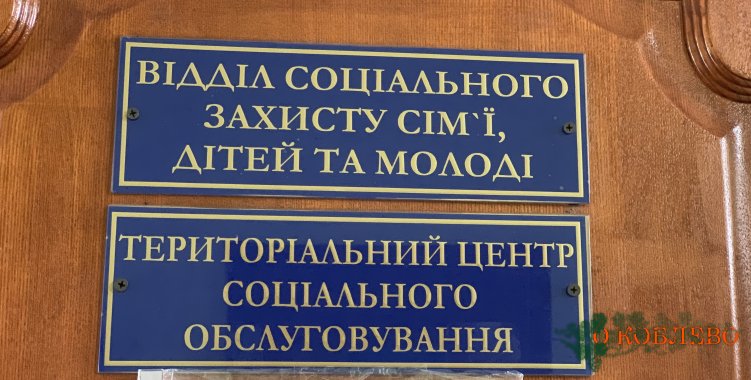 ВІДДІЛ СОЦІАЛЬНОГО
ЗАХИСТУ СІМ`Ї,
ДІТЕЙ ТА МОЛОДІ
ТЕРИТОРІАЛЬНИЙ ЦЕНТР
СОЦІАЛЬНОГО
ОБСЛУГОВУВАННЯ
О КОБЛЕВО